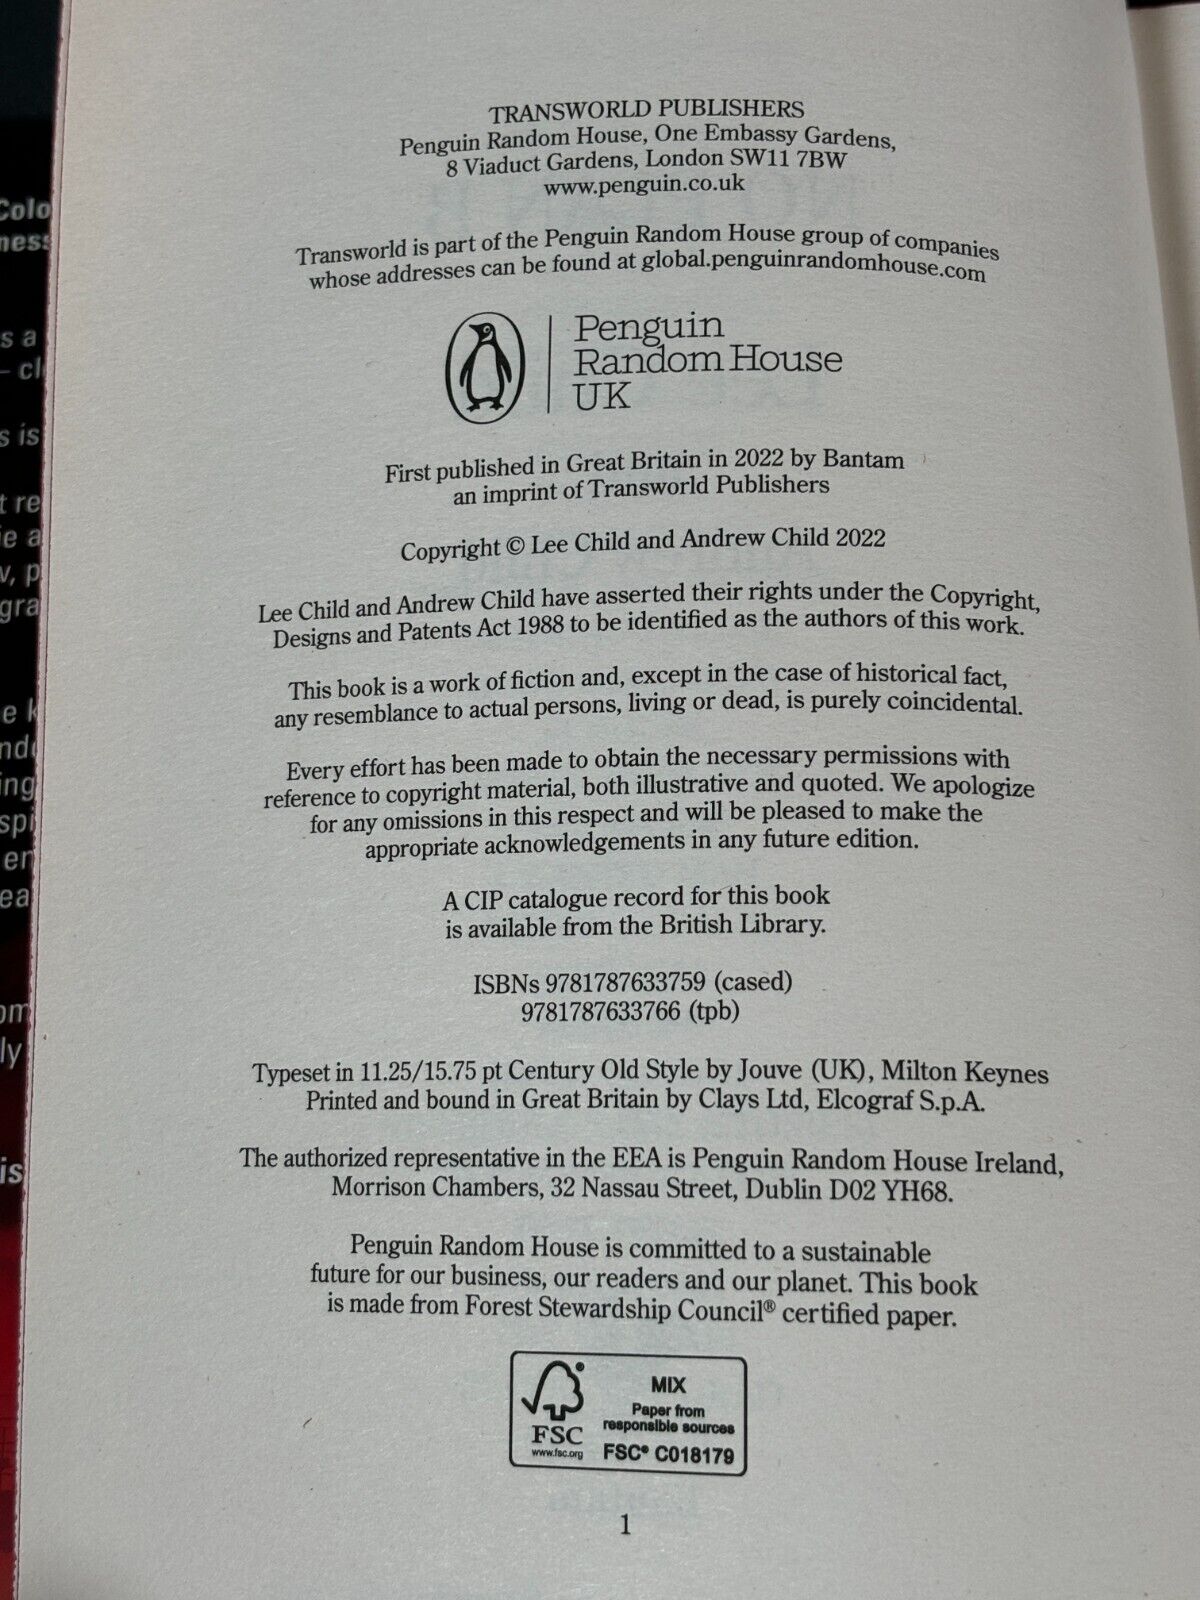 TRANSWORLD PUBLISHERS
Penguin Random House, One Embassy Gardens,
8 Viaduct Gardens, London SW11 7BW
www.penguin.co.uk
Transworld is part of the Penguin Random House group of companies
whose addresses can be found at global.penguinrandomhouse.com
Penguin
Random House
UK
First published in Great Britain in 2022 by Bantam
an imprint of Transworld Publishers
Copyright © Lee Child and Andrew Child 2022
Lee Child and Andrew Child have asserted their rights under the Copyright,
Designs and Patents Act 1988 to be identified as the authors of this work.
This book is a work of fiction and, except in the case of historical fact,
any resemblance to actual persons, living or dead, is purely coincidental.
Every effort has been made to obtain the necessary permissions with
reference to copyright material, both illustrative and quoted. We apologize
for any omissions in this respect and will be pleased to make the
appropriate acknowledgements in any future edition.
A CIP catalogue record for this book
is available from the British Library.
ISBNs 9781787633759 (cased)
9781787633766 (tpb)
Typeset in 11.25/15.75 pt Century Old Style by Jouve (UK), Milton Keynes
Printed and bound in Great Britain by Clays Ltd, Elcograf S.p.A.
The authorized representative in the EEA is Penguin Random House Ireland,
Morrison Chambers, 32 Nassau Street, Dublin D02 YH68.
Penguin Random House is committed to a sustainable
future for our business, our readers and our planet. This book
is made from Forest Stewardship Council® certified paper.
FSC
www.fsc.org
MIX
Paper from
responsible sources
FSC® C018179
1